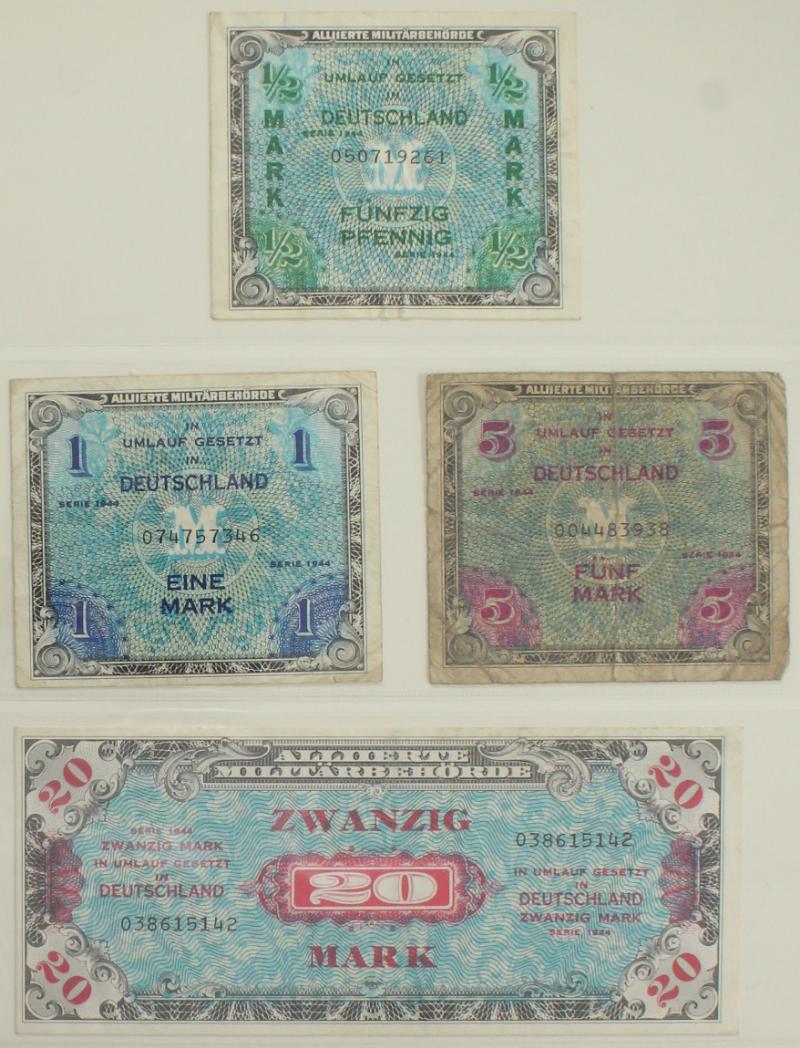 ALLIIERTE MILITÄRBEHÖRDE
IN
UMLAUF GESETZT
IN
DEUTSCHLAND
SERIE 1944
050719261
M
FÜNFZIG
PFENNIG
SERIE 1944
1/2 1/2
MARK MARK
1/2 1/2
ALLIIERTE MILITÄRBEHÖRDE
IN
1 UMLAUF GESETZT 1
IN
DEUTSCHLAND
SERIE 1944
M
074757346
SERIE 1944
EINE
1 MARK 1
ALLIIERTE MILITÄRBEHÖRDE
IN
5 UMLAUF GESETZT 5
IN
DEUTSCHLAND
SERIE 1944
M
004483938
SERIE 1944
FÜNF
5 MARK 5
ALLIIERTE
MILITÄRBEHÖRDE
20 20
ZWANZIG
SERIE 1944
ZWANZIG MARK
IN UMLAUF GESETZT
IN
DEUTSCHLAND
038615142
20
MARK
038615142
IN UMLAUF GESETZT
IN
DEUTSCHLAND
ZWANZIG MARK
SERIE 1944
20 20